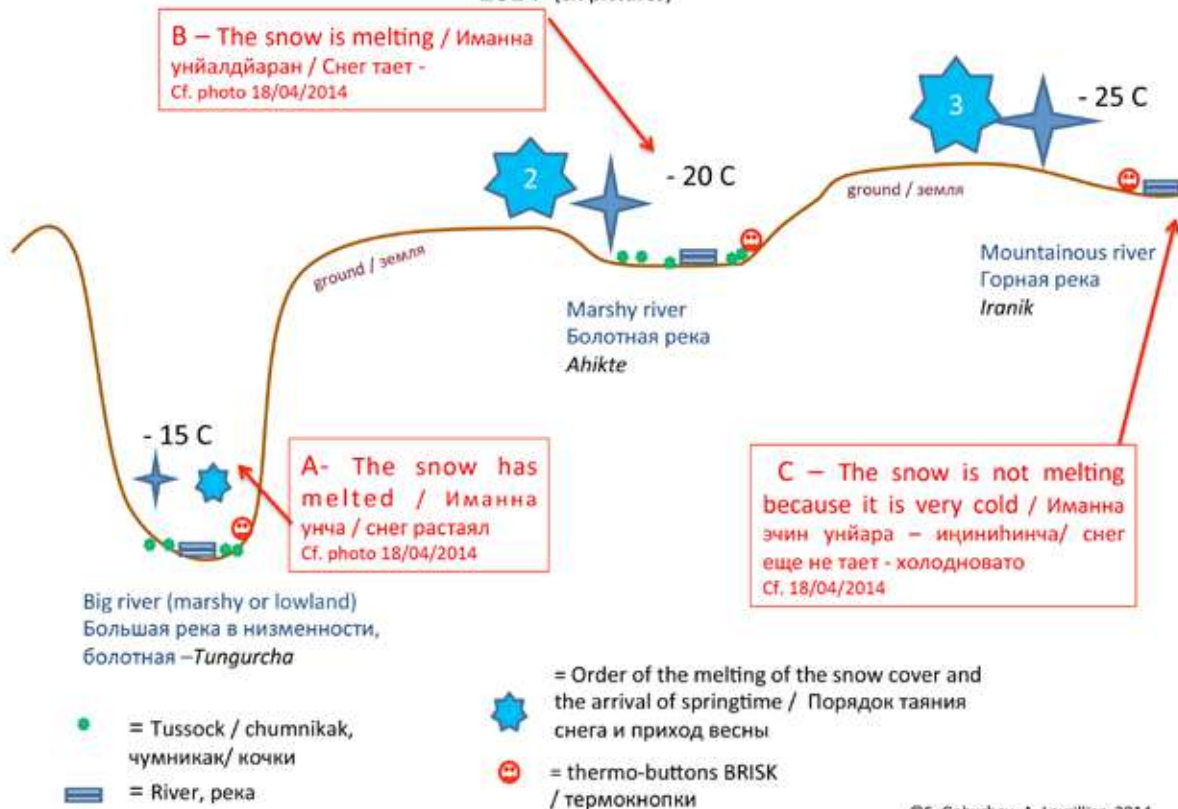 B – The snow is melting / Иманна
унйалдйаран / Снег тает -
Cf. photo 18/04/2014
3
- 25 C
2
- 20 C
ground / земля
ground / земля
Mountainous river
Горная река
Iranik
Marshy river
Болотная река
Ahikte
- 15 C
A- The snow has
melted / Иманна
унча / снег растаял
Cf. photo 18/04/2014
C – The snow is not melting
because it is very cold / Иманна
эчин унйара – иӊиниһинча/ снег
еще не тает - холодновато
Cf. 18/04/2014
Big river (marshy or lowland)
Большая река в низменности,
болотная –Tungurcha
= Tussock / chumnikak,
чумникак/ кочки
= River, река
= Order of the melting of the snow cover and
the arrival of springtime / Порядок таяния
снега и приход весны
= thermo-buttons BRISK
/ термокнопки